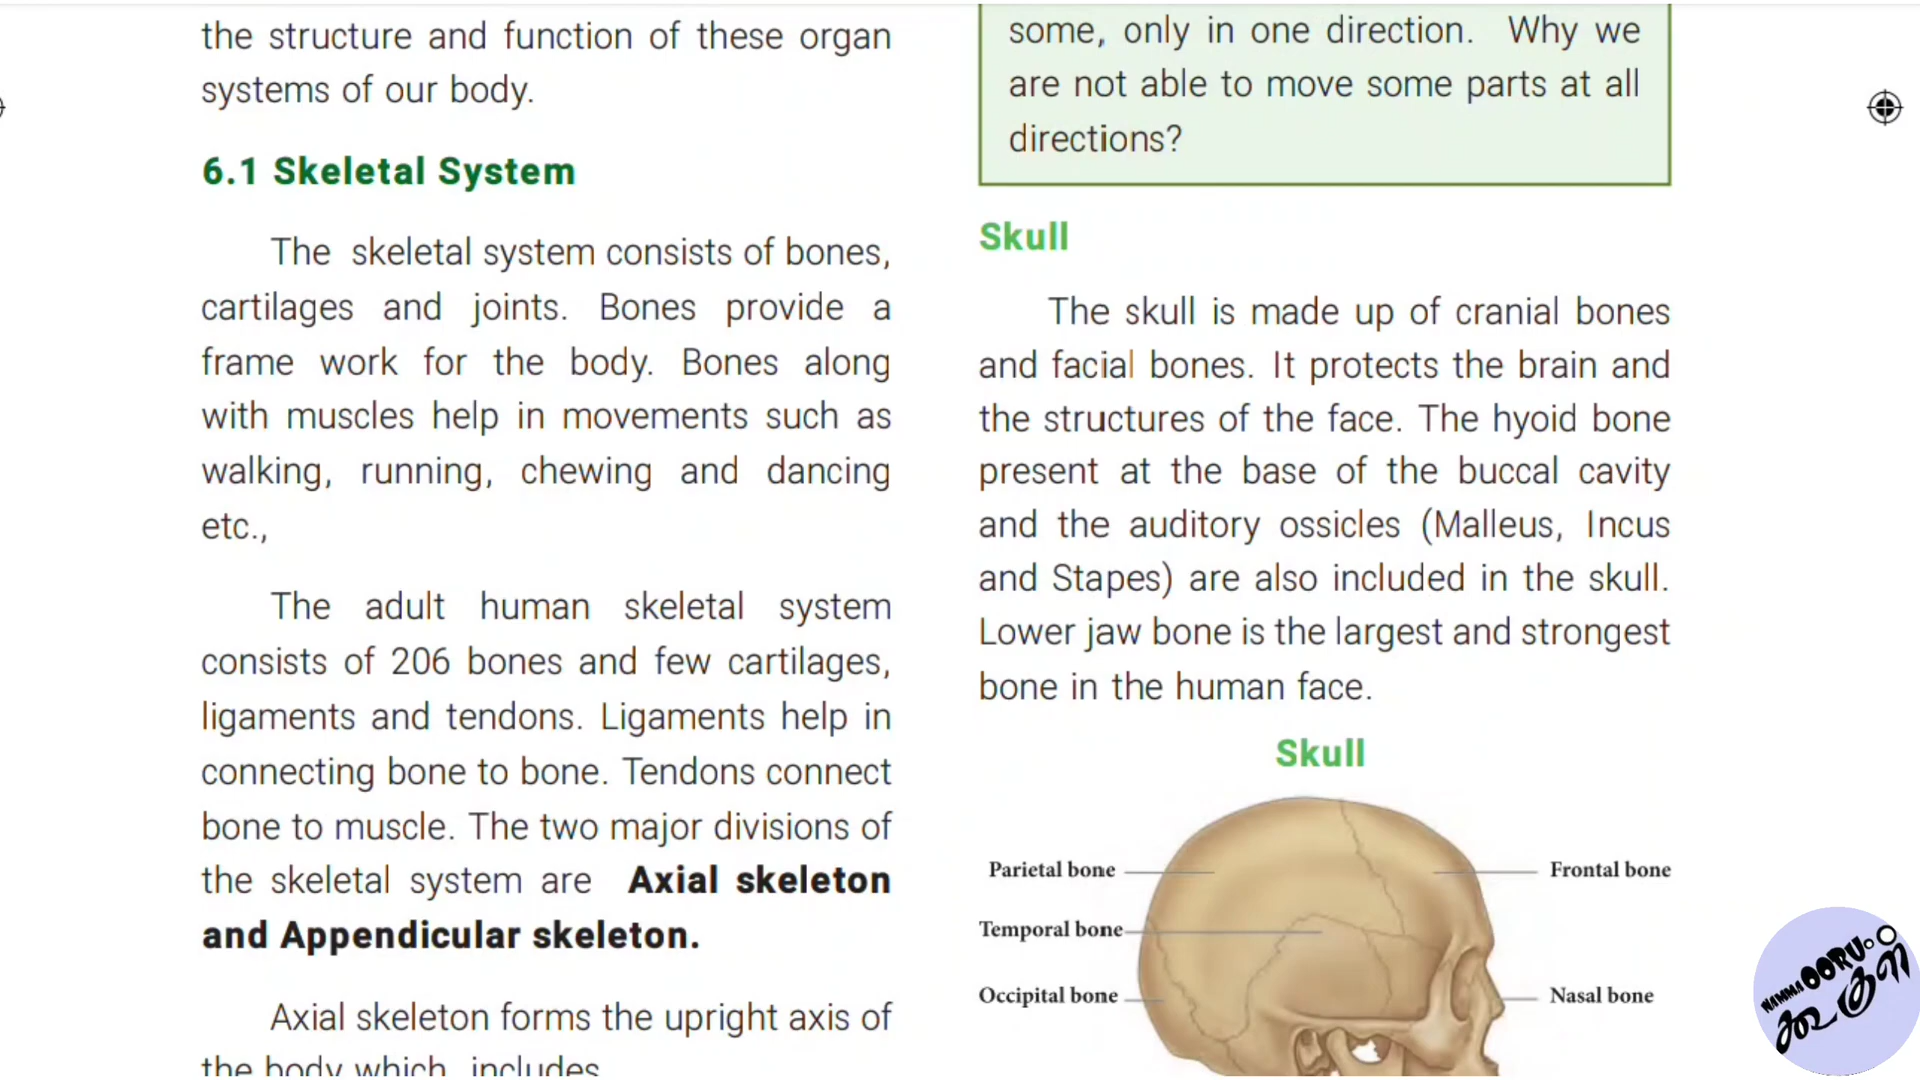 the structure and function of these organ
systems of our body.
6.1 Skeletal System
The skeletal system consists of bones,
cartilages and joints. Bones provide a
frame work for the body. Bones along
with muscles help in movements such as
walking, running, chewing and dancing
etc.,
The adult human skeletal system
consists of 206 bones and few cartilages,
ligaments and tendons. Ligaments help in
connecting bone to bone. Tendons connect
bone to muscle. The two major divisions of
the skeletal system are Axial skeleton
and Appendicular skeleton.
Axial skeleton forms the upright axis of
the body which includes
some, only in one direction. Why we
are not able to move some parts at all
directions?
Skull
The skull is made up of cranial bones
and facial bones. It protects the brain and
the structures of the face. The hyoid bone
present at the base of the buccal cavity
and the auditory ossicles (Malleus, Incus
and Stapes) are also included in the skull.
Lower jaw bone is the largest and strongest
bone in the human face.
Skull
Parietal bone
Frontal bone
Temporal bone
Occipital bone
Nasal bone
NAMMA OORU